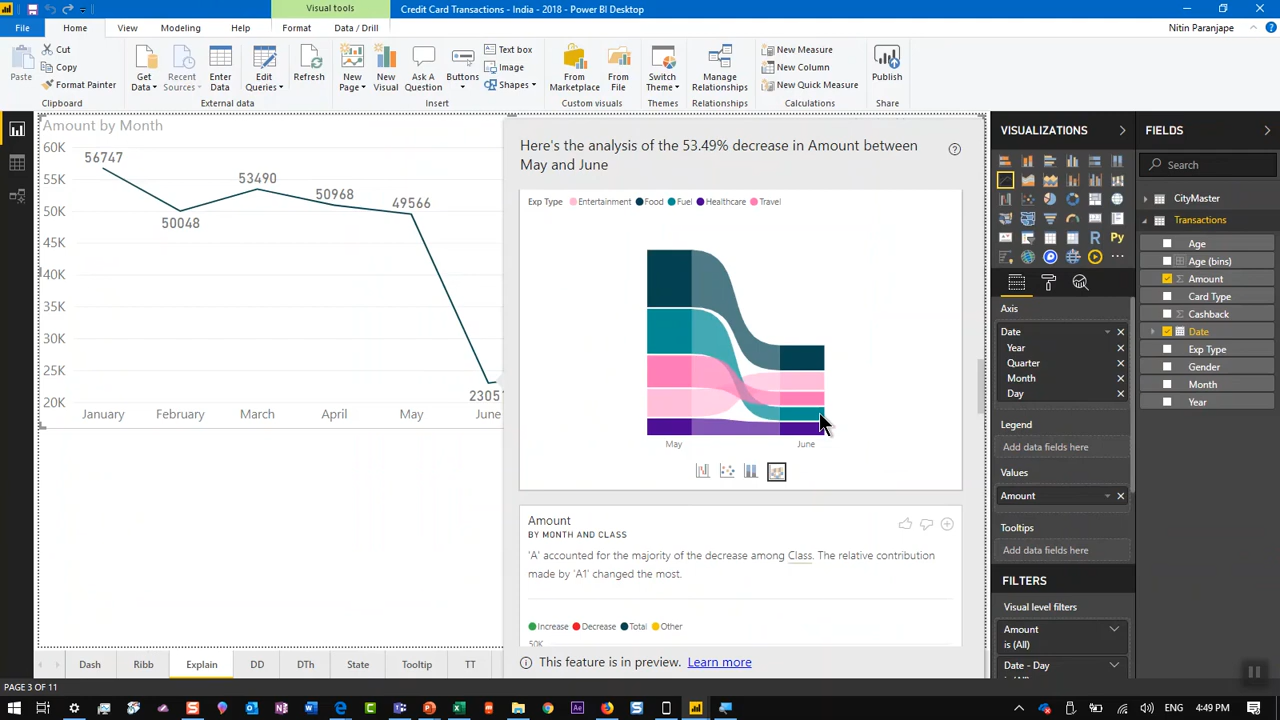 Visual tools
Credit Card Transactions - India - 2018 - Power BI Desktop
File
Home
View
Modeling
Help
Format
Data / Drill
Nitin Paranjape
Paste
Cut
Copy
Format Painter
Clipboard
Get Data
Recent Sources
Enter Data
Edit Queries
External data
Refresh
New Page
New Visual
Ask A Question
Buttons
Text box
Image
Shapes
Insert
From Marketplace
From File
Custom visuals
Switch Theme
Themes
Manage Relationships
Relationships
New Measure
New Column
New Quick Measure
Calculations
Publish
Share
Amount by Month
60K
55K
50K
45K
40K
35K
30K
25K
20K
56747
50048
53490
50968
49566
2305
January
February
March
April
May
June
Here's the analysis of the 53.49% decrease in Amount between
May and June
Exp Type Entertainment Food Fuel Healthcare Travel
May
June
Amount
BY MONTH AND CLASS
'A' accounted for the majority of the decrease among Class. The relative contribution
made by 'A1' changed the most.
Increase Decrease Total Other
50K
This feature is in preview. Learn more
VISUALIZATIONS
R
Py
Axis
Date
Year
Quarter
Month
Day
Legend
Add data fields here
Values
Amount
Tooltips
Add data fields here
FILTERS
Visual level filters
Amount
is (All)
Date - Day
FIELDS
Search
CityMaster
Transactions
Age
Age (bins)
Amount
Card Type
Cashback
Date
Exp Type
Gender
Month
Year
Dash
Ribb
Explain
DD
DTh
State
Tooltip
TT
PAGE 3 OF 11
ENG
4:49 PM